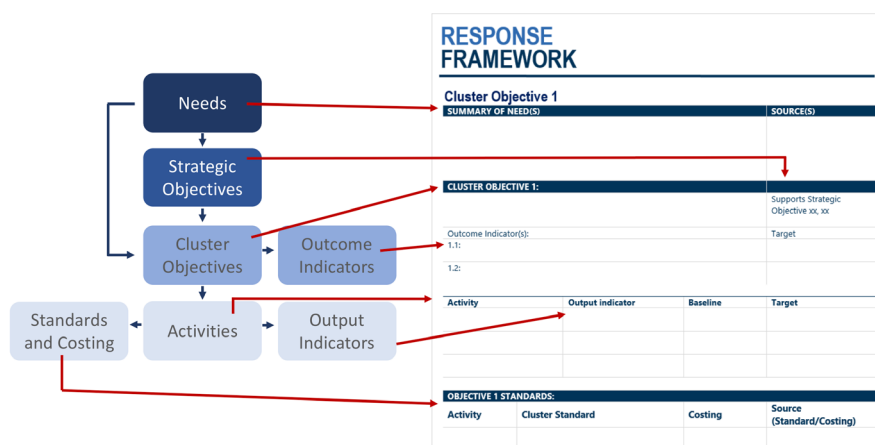 Needs
Strategic
Objectives
Cluster
Objectives
Outcome
Indicators
Standards
and Costing
Activities
Output
Indicators
RESPONSE
FRAMEWORK
Cluster Objective 1
SUMMARY OF NEED(S) SOURCE(S)
CLUSTER OBJECTIVE 1:
Supports Strategic
Objective xx, xx
Outcome Indicator(s): Target
1.1:
1.2:
Activity Output indicator Baseline Target
OBJECTIVE 1 STANDARDS:
Activity Cluster Standard Costing Source
(Standard/Costing)